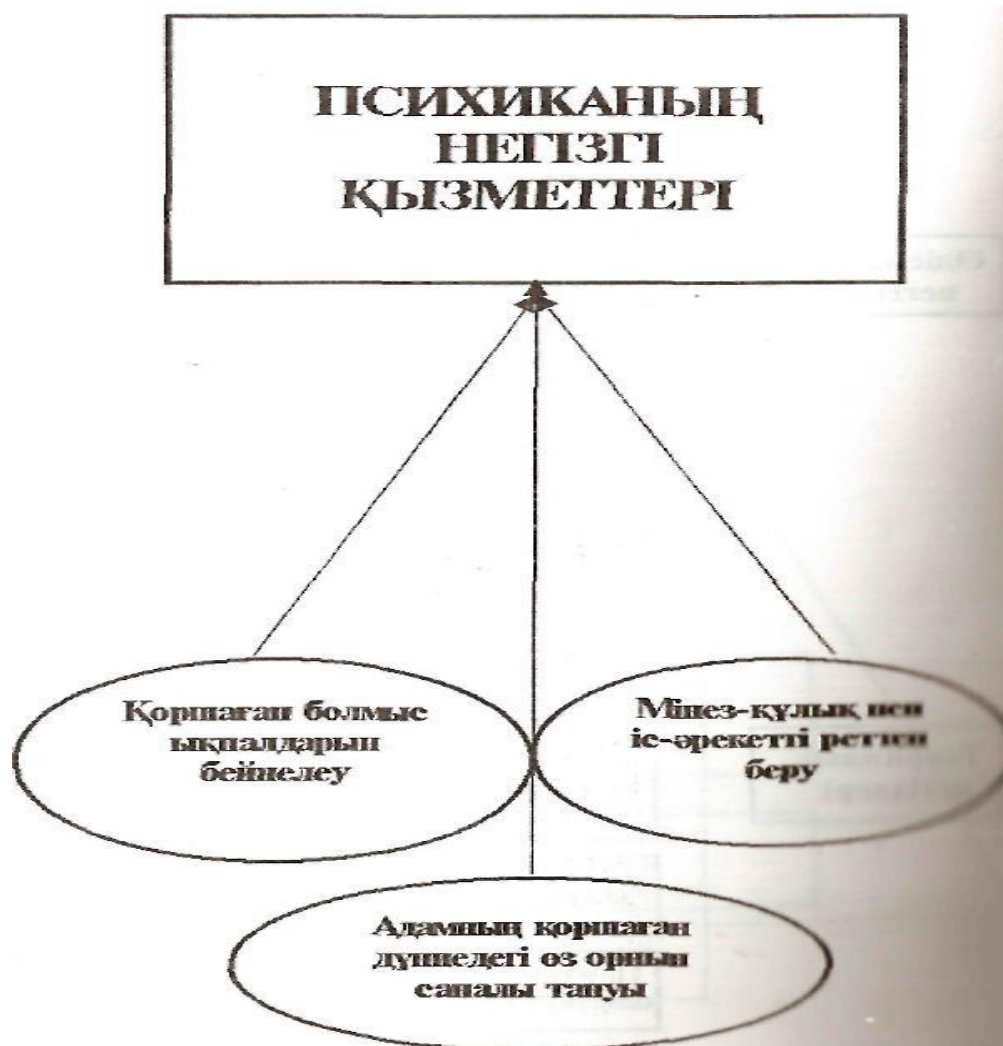 ПСИХИКАНЫҢ
НЕГІЗГІ
ҚЫЗМЕТТЕРІ
Қоршаған болмыс
ықпалдарын
бейнелеу
Мінез-құлық пен
іс-әрекетті реттеп
беру
Адамның қоршаған
дүниедегі өз орнын
саналы тануы